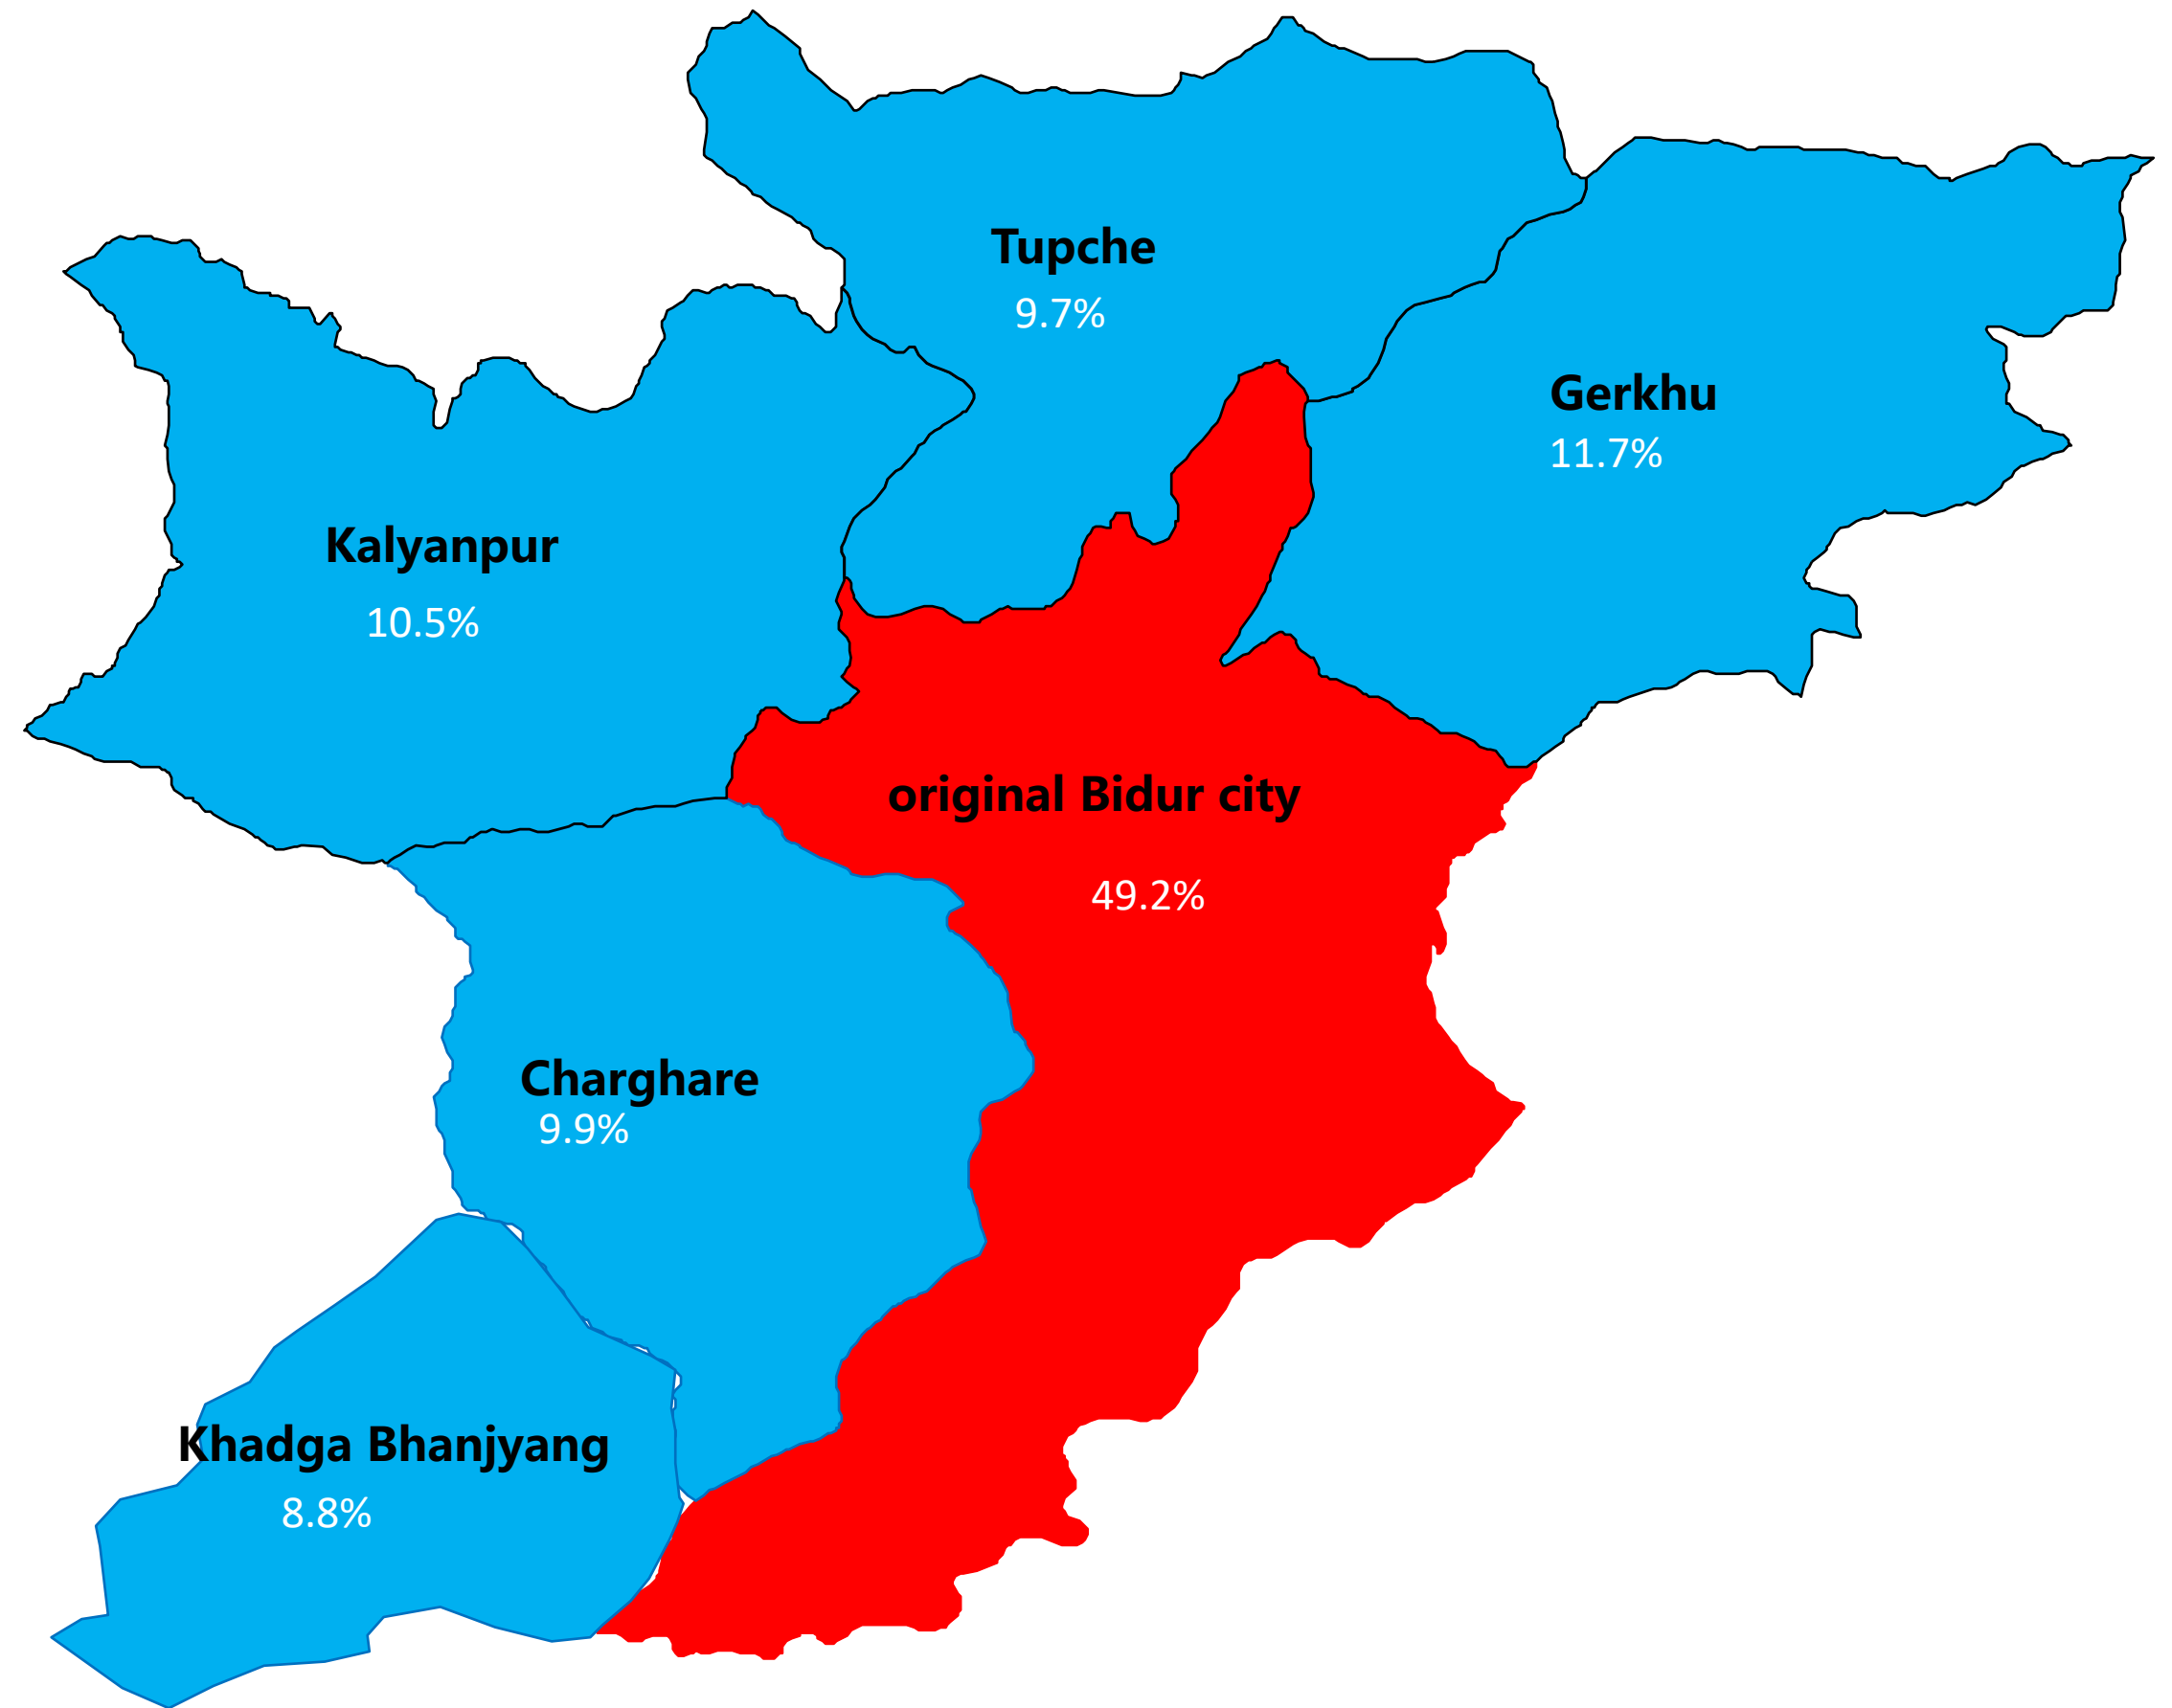 Tupche
9.7%
Gerkhu
11.7%
Kalyanpur
10.5%
original Bidur city
49.2%
Charghare
9.9%
Khadga Bhanjyang
8.8%